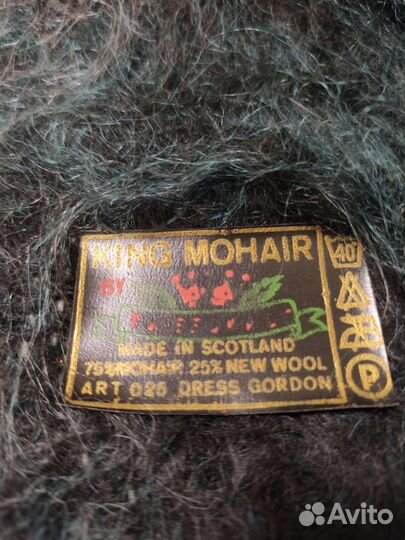 KING MOHAIR
40
BY
MADE IN SCOTLAND
75% MOHAIR 25% NEW WOOL
ART 025 DRESS GORDON
P
Avito